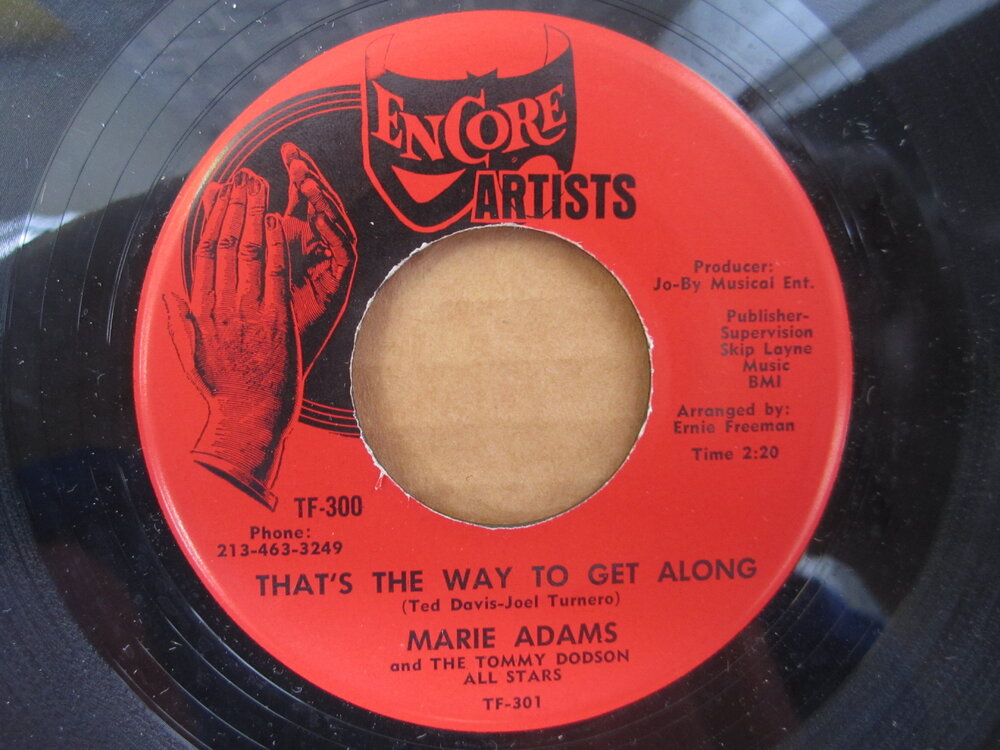 ENCORE
ARTISTS
Producer:
Jo-By Musical Ent.
Publisher-
Supervision
Skip Layne
Music
BMI
Arranged by:
Ernie Freeman
Time 2:20
TF-300
Phone:
213-463-3249
THAT'S THE WAY TO GET ALONG
(Ted Davis-Joel Turnero)
MARIE ADAMS
and THE TOMMY DODSON
ALL STARS
TF-301